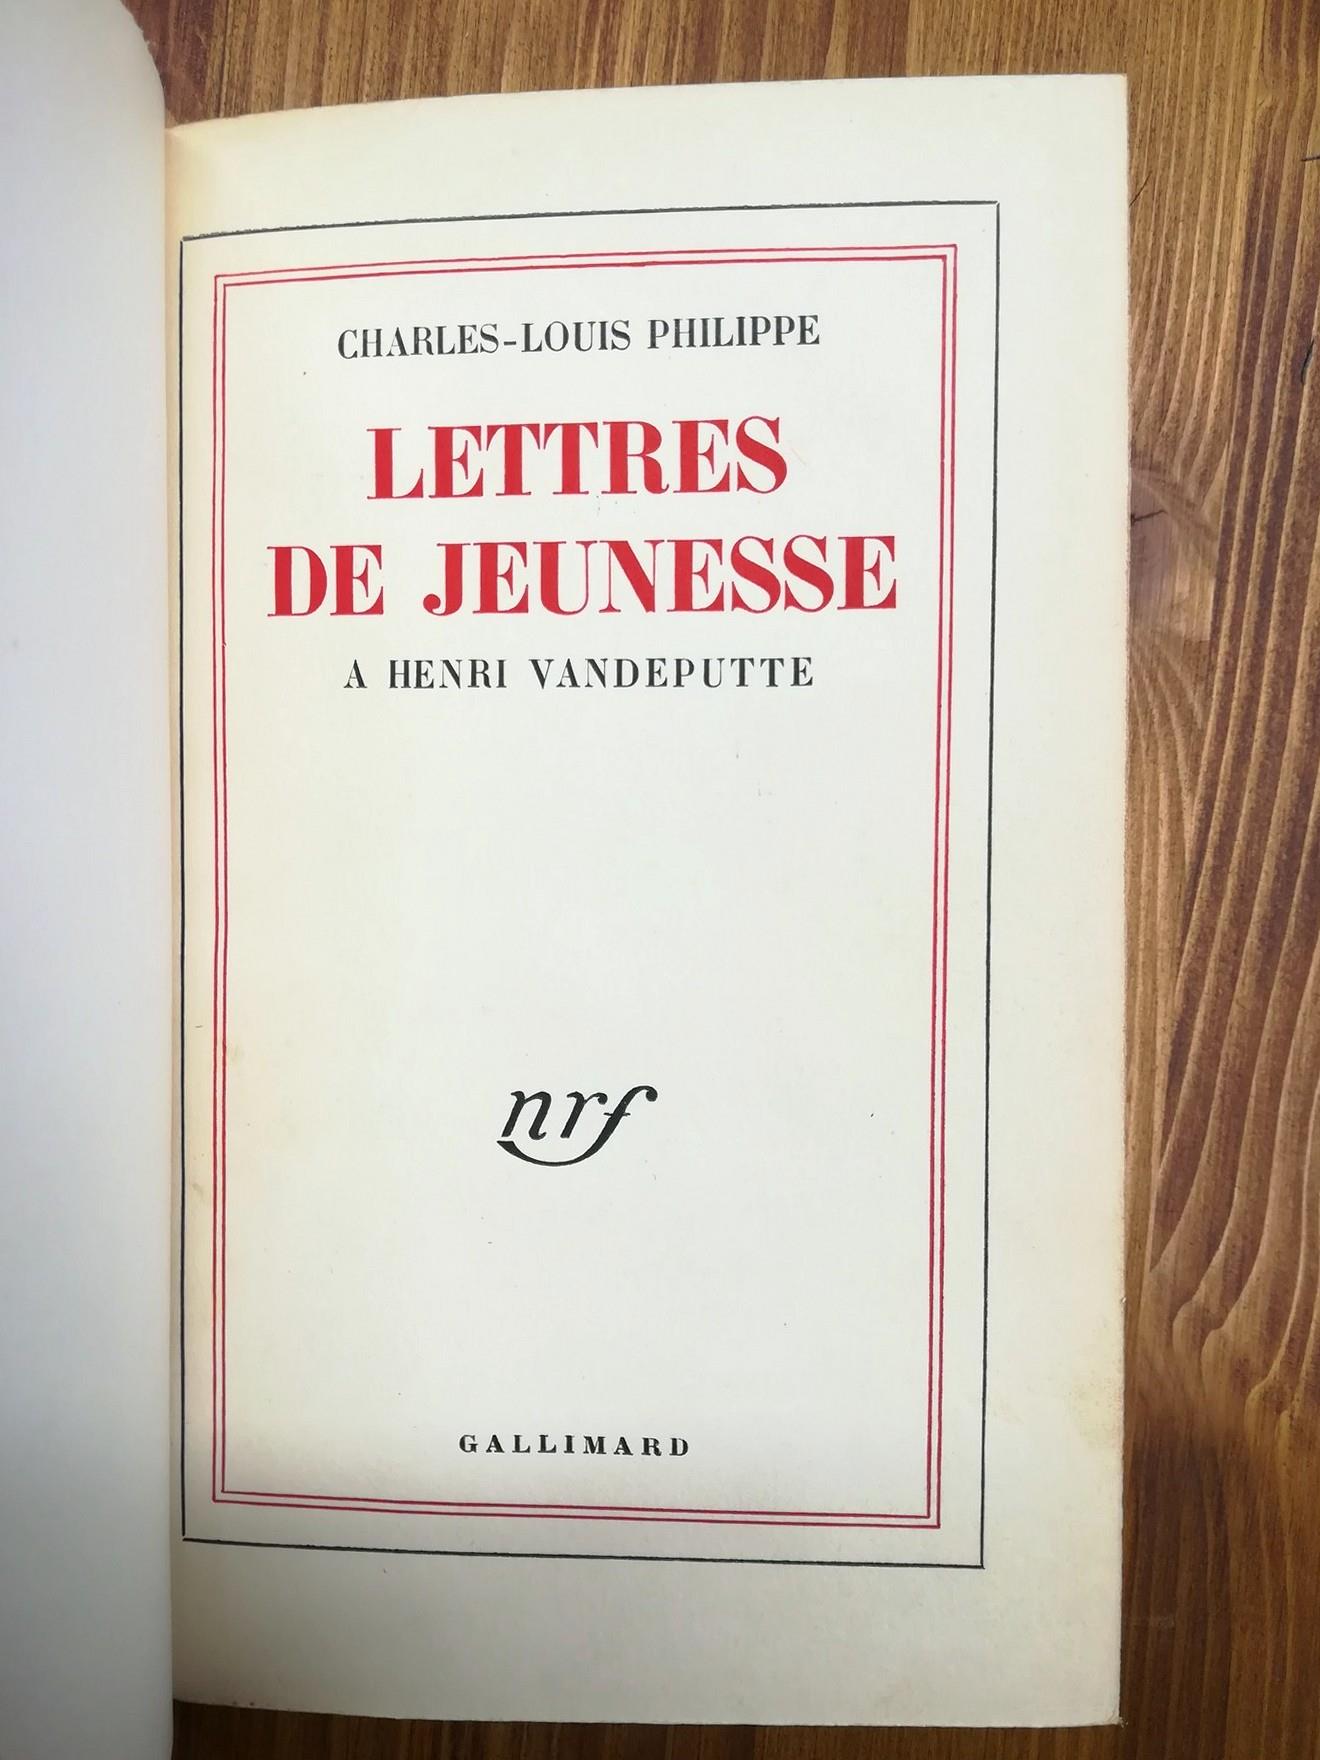 CHARLES-LOUIS PHILIPPE
LETTRES
DE JEUNESSE
A HENRI VANDEPUTTE
nrf
GALLIMARD